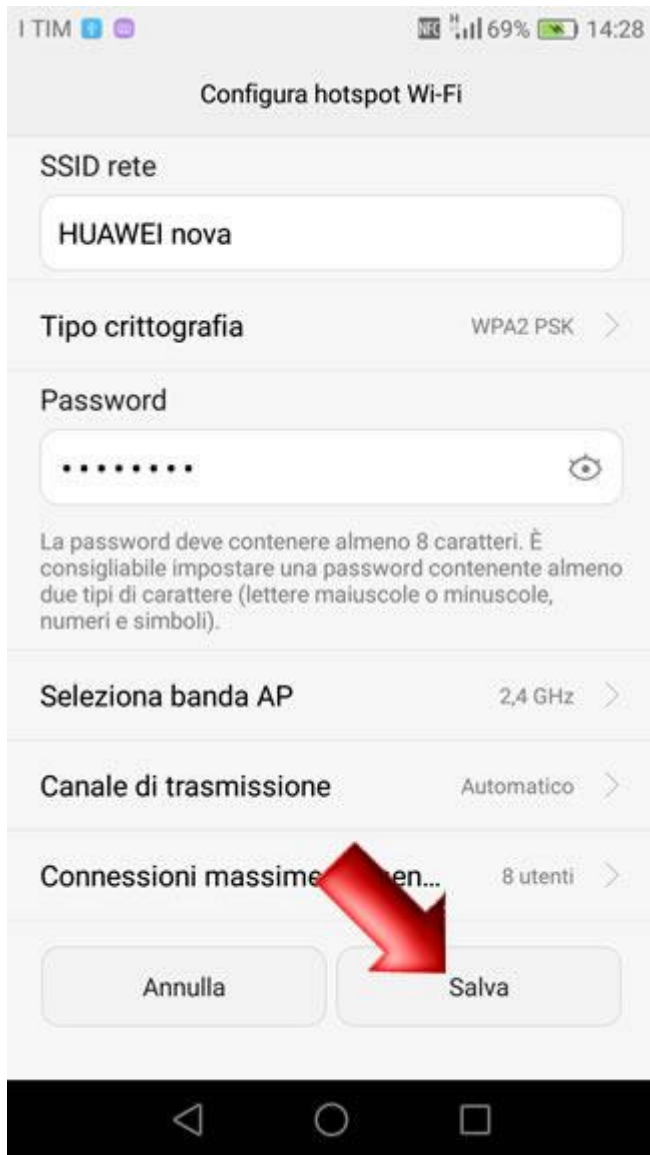 I TIM NFC H 69% 14:28
Configura hotspot Wi-Fi
SSID rete
HUAWEI nova
Tipo crittografia WPA2 PSK
Password
••••••••
La password deve contenere almeno 8 caratteri. È
consigliabile impostare una password contenente almeno
due tipi di carattere (lettere maiuscole o minuscole,
numeri e simboli).
Seleziona banda AP 2,4 GHz
Canale di trasmissione Automatico
Connessioni massime en... 8 utenti
Annulla Salva